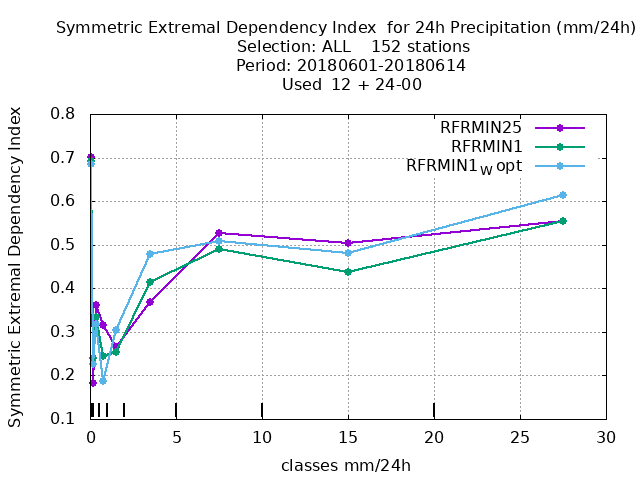 Symmetric Extremal Dependency Index  for 24h Precipitation (mm/24h)
Selection: ALL    152 stations
Period: 20180601-20180614
Used  12 + 24-00
RFRMIN25
RFRMIN1
RFRMIN1W opt
Symmetric Extremal Dependency Index
0.8
0.7
0.6
0.5
0.4
0.3
0.2
0.1
0 5 10 15 20 25 30
classes mm/24h